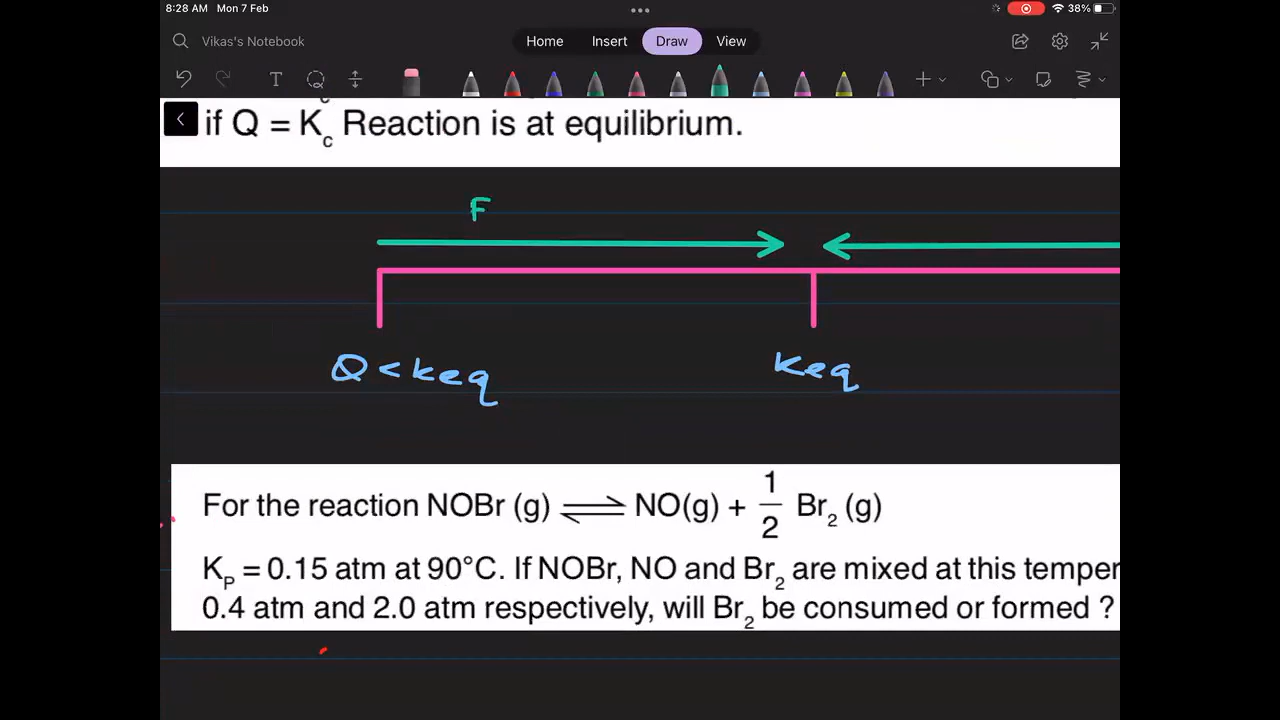 8:28 AM Mon 7 Feb
38%
Vikas's Notebook
Home Insert Draw View
if Q = Kc Reaction is at equilibrium.
F
Q < keq
Keq
For the reaction NOBr (g) ⇌ NO(g) + 1/2 Br₂ (g)
K_P = 0.15 atm at 90°C. If NOBr, NO and Br₂ are mixed at this temper
0.4 atm and 2.0 atm respectively, will Br₂ be consumed or formed ?